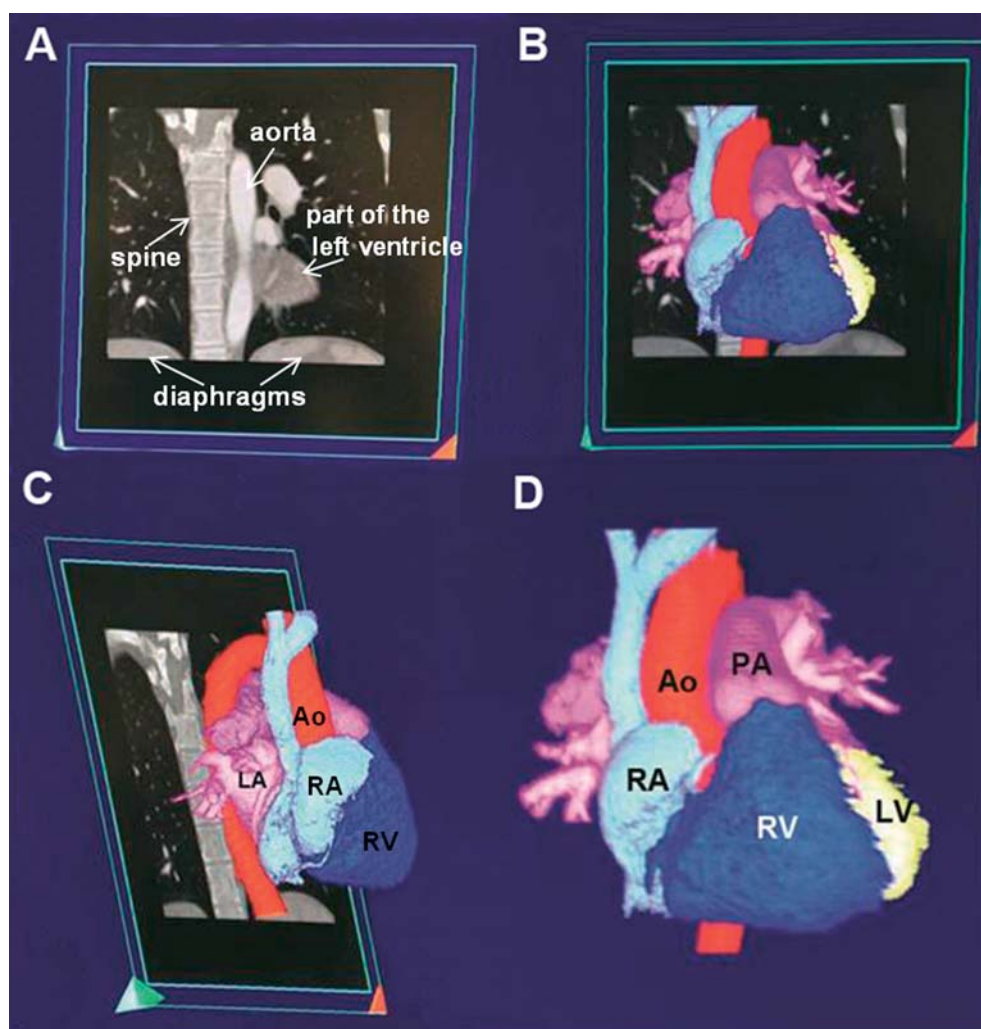 A
aorta
part of the
left ventricle
spine
diaphragms
B
C
Ao
LA
RA
RV
D
PA
Ao
RA
RV
LV